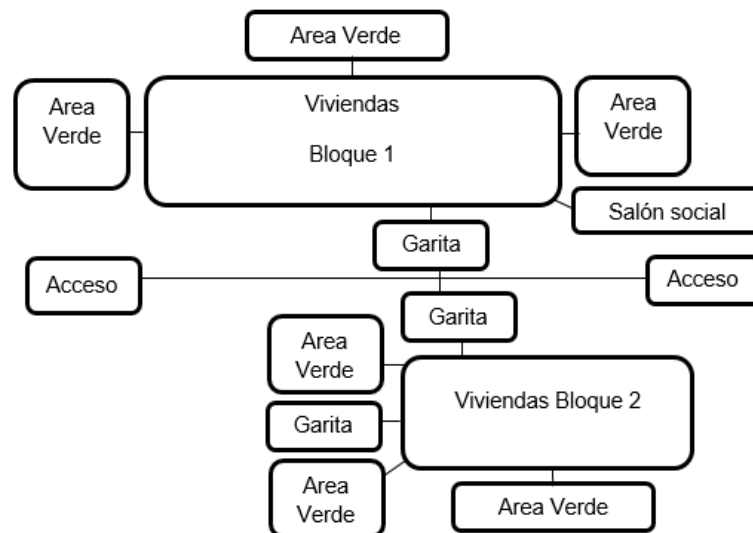 Area Verde
Area
Verde
Viviendas
Bloque 1
Area
Verde
Salón social
Garita
Acceso
Acceso
Garita
Area
Verde
Viviendas Bloque 2
Garita
Area
Verde
Area Verde